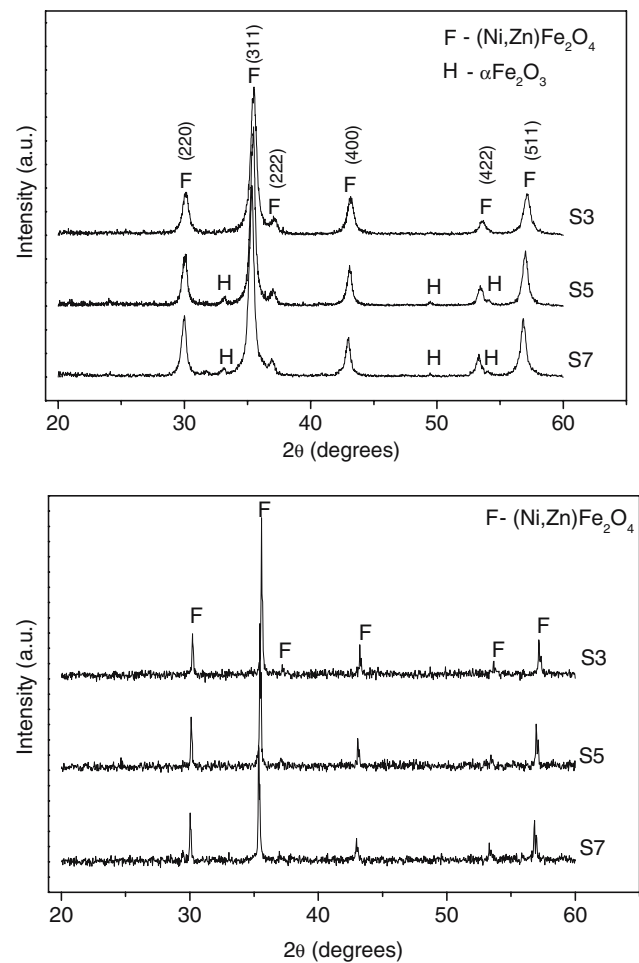 F - (Ni,Zn)Fe₂O₄
H - αFe₂O₃
(311)
F
(220)
F
(222)
F
(400)
F
(422)
F
(511)
F
S3
H
H
H
S5
H
H
H
S7
Intensity (a.u.)
20 30 40 50 60
2θ (degrees)
F- (Ni,Zn)Fe₂O₄
F
F
F
F
F
F
S3
S5
S7
Intensity (a.u.)
20 30 40 50 60
2θ (degrees)